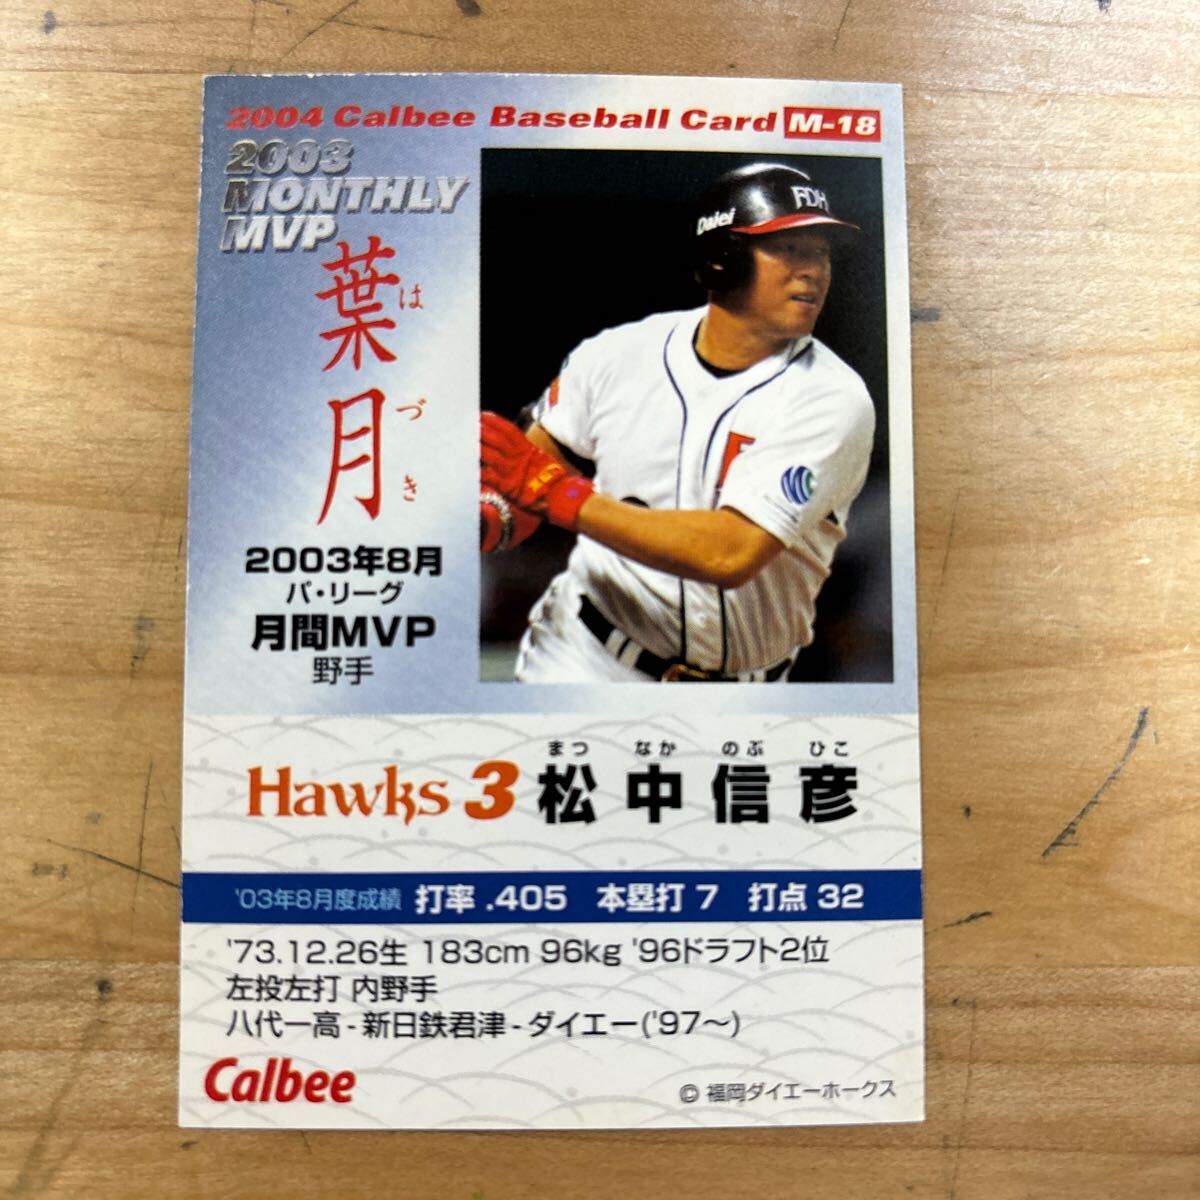 2004 Calbee Baseball Card M-18
2003
MONTHLY
MVP
葉月
はづき
2003年8月
パ・リーグ
月間MVP
野手
Dalei
FDH
まつ なか のぶ ひこ
Hawks 3 松中信彦
'03年8月度成績 打率 .405 本塁打 7 打点 32
'73.12.26生 183cm 96kg '96ドラフト2位
左投左打 内野手
八代一高-新日鉄君津-ダイエー('97〜)
Calbee
© 福岡ダイエーホークス